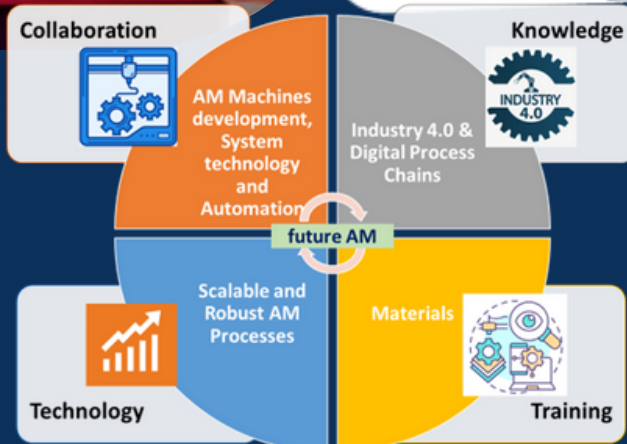 Collaboration
Knowledge
AM Machines
development,
System
technology
and
Automation
Industry 4.0 &
Digital Process
Chains
INDUSTRY
4.0
future AM
Scalable and
Robust AM
Processes
Materials
Technology
Training